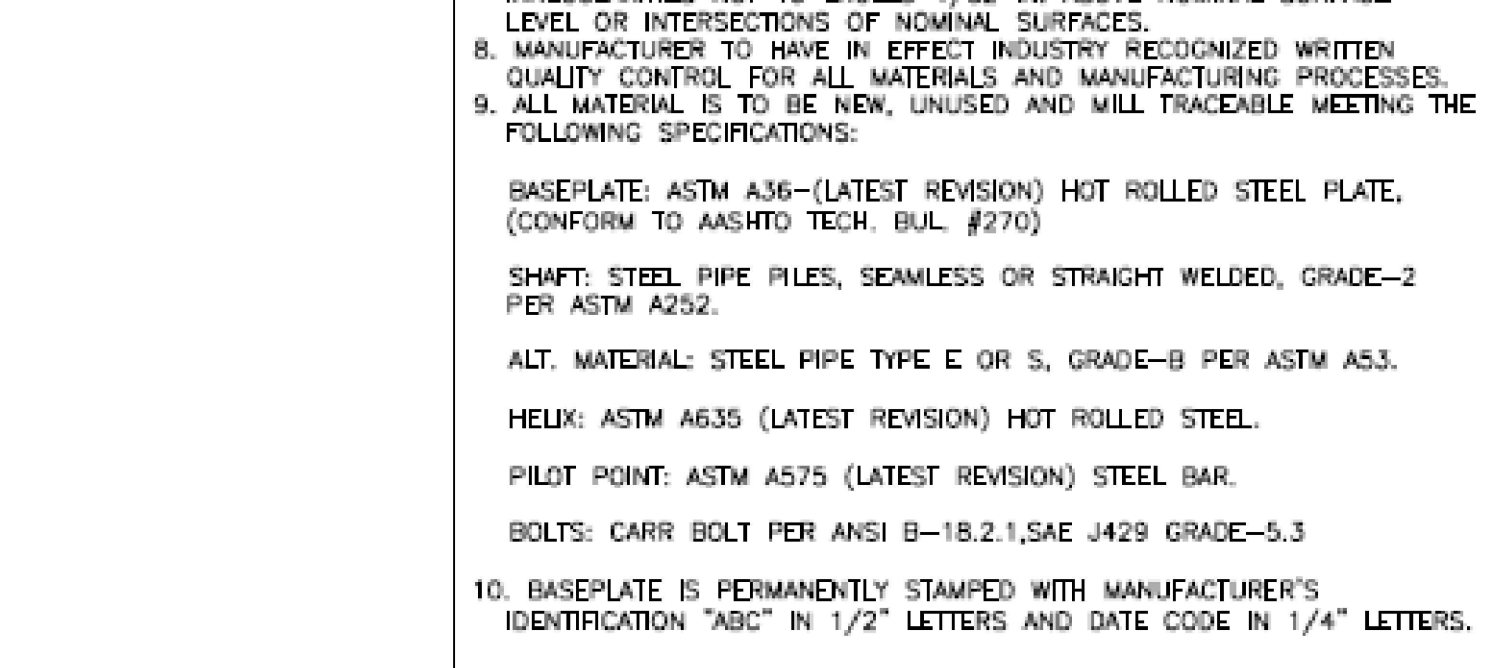 LEVEL OR INTERSECTIONS OF NOMINAL SURFACES.
8. MANUFACTURER TO HAVE IN EFFECT INDUSTRY RECOGNIZED WRITTEN
QUALITY CONTROL FOR ALL MATERIALS AND MANUFACTURING PROCESSES.
9. ALL MATERIAL IS TO BE NEW, UNUSED AND MILL TRACEABLE MEETING THE
FOLLOWING SPECIFICATIONS:
BASEPLATE: ASTM A36-(LATEST REVISION) HOT ROLLED STEEL PLATE,
(CONFORM TO AASHTO TECH. BUL. #270)
SHAFT: STEEL PIPE PILES, SEAMLESS OR STRAIGHT WELDED, GRADE-2
PER ASTM A252.
ALT. MATERIAL: STEEL PIPE TYPE E OR S, GRADE-B PER ASTM A53.
HELIX: ASTM A635 (LATEST REVISION) HOT ROLLED STEEL.
PILOT POINT: ASTM A575 (LATEST REVISION) STEEL BAR.
BOLTS: CARR BOLT PER ANSI B-18.2.1,SAE J429 GRADE-5.3
10. BASEPLATE IS PERMANENTLY STAMPED WITH MANUFACTURER'S
IDENTIFICATION "ABC" IN 1/2" LETTERS AND DATE CODE IN 1/4" LETTERS.